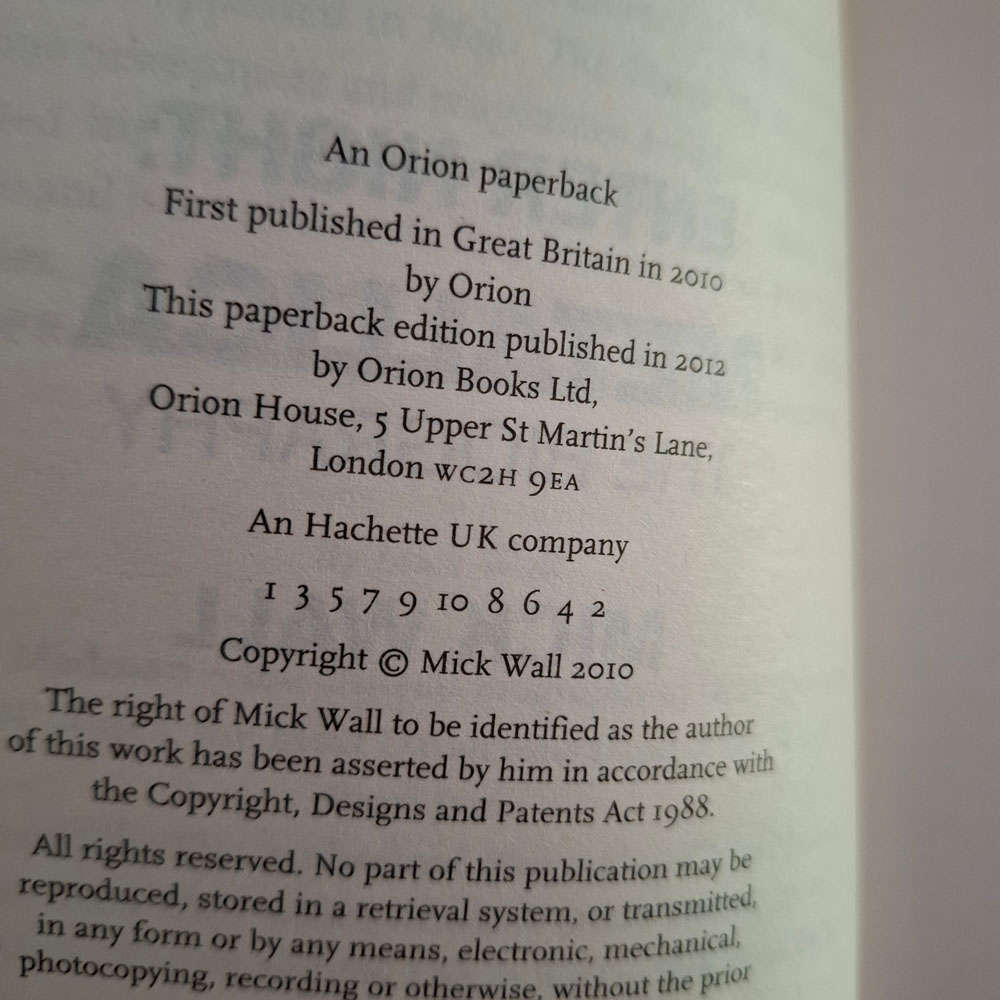 An Orion paperback
First published in Great Britain in 2010
by Orion
This paperback edition published in 2012
by Orion Books Ltd,
Orion House, 5 Upper St Martin's Lane,
London WC2H 9EA
An Hachette UK company
1 3 5 7 9 10 8 6 4 2
Copyright © Mick Wall 2010
The right of Mick Wall to be identified as the author
of this work has been asserted by him in accordance with
the Copyright, Designs and Patents Act 1988.
All rights reserved. No part of this publication may be
reproduced, stored in a retrieval system, or transmitted,
in any form or by any means, electronic, mechanical,
photocopying, recording or otherwise, without the prior